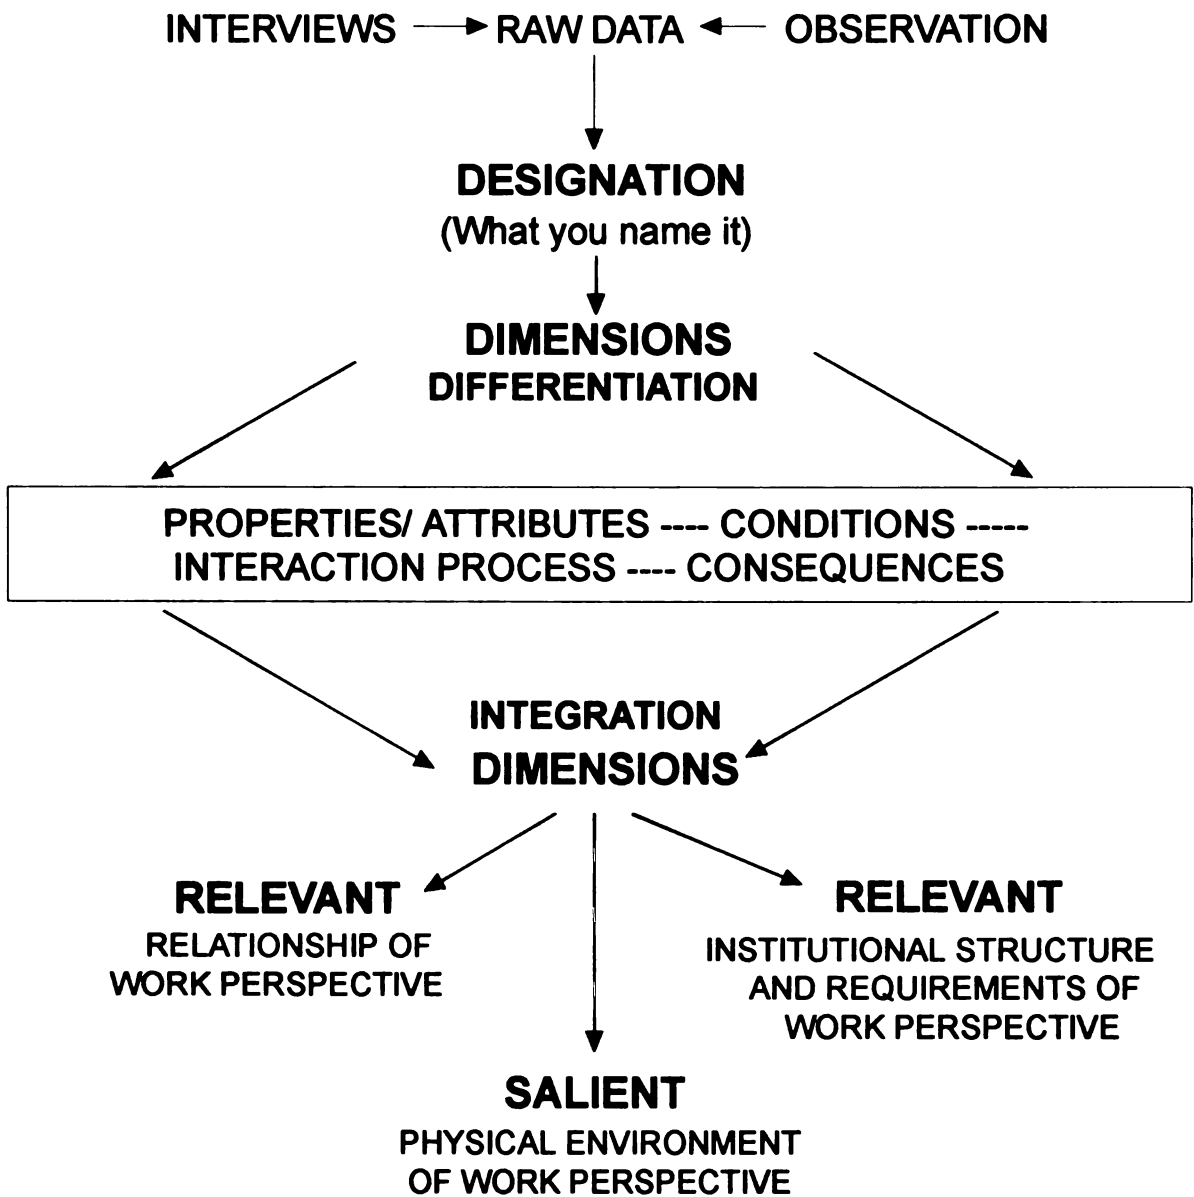 INTERVIEWS RAW DATA OBSERVATION
DESIGNATION
(What you name it)
DIMENSIONS
DIFFERENTIATION
PROPERTIES/ ATTRIBUTES ---- CONDITIONS -----
INTERACTION PROCESS ---- CONSEQUENCES
INTEGRATION
DIMENSIONS
RELEVANT
RELATIONSHIP OF
WORK PERSPECTIVE
RELEVANT
INSTITUTIONAL STRUCTURE
AND REQUIREMENTS OF
WORK PERSPECTIVE
SALIENT
PHYSICAL ENVIRONMENT
OF WORK PERSPECTIVE